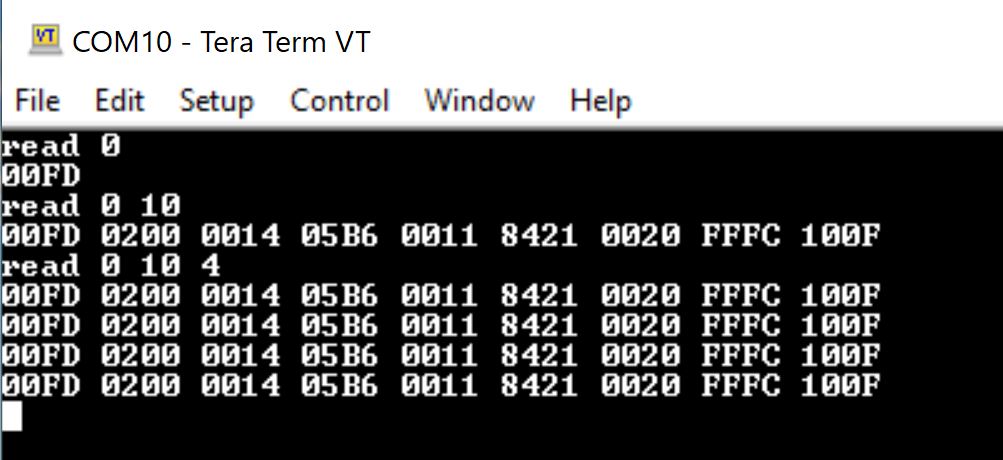 VT COM10 - Tera Term VT
File Edit Setup Control Window Help
read 0
00FD
read 0 10
00FD 0200 0014 05B6 0011 8421 0020 FFFC 100F
read 0 10 4
00FD 0200 0014 05B6 0011 8421 0020 FFFC 100F
00FD 0200 0014 05B6 0011 8421 0020 FFFC 100F
00FD 0200 0014 05B6 0011 8421 0020 FFFC 100F
00FD 0200 0014 05B6 0011 8421 0020 FFFC 100F